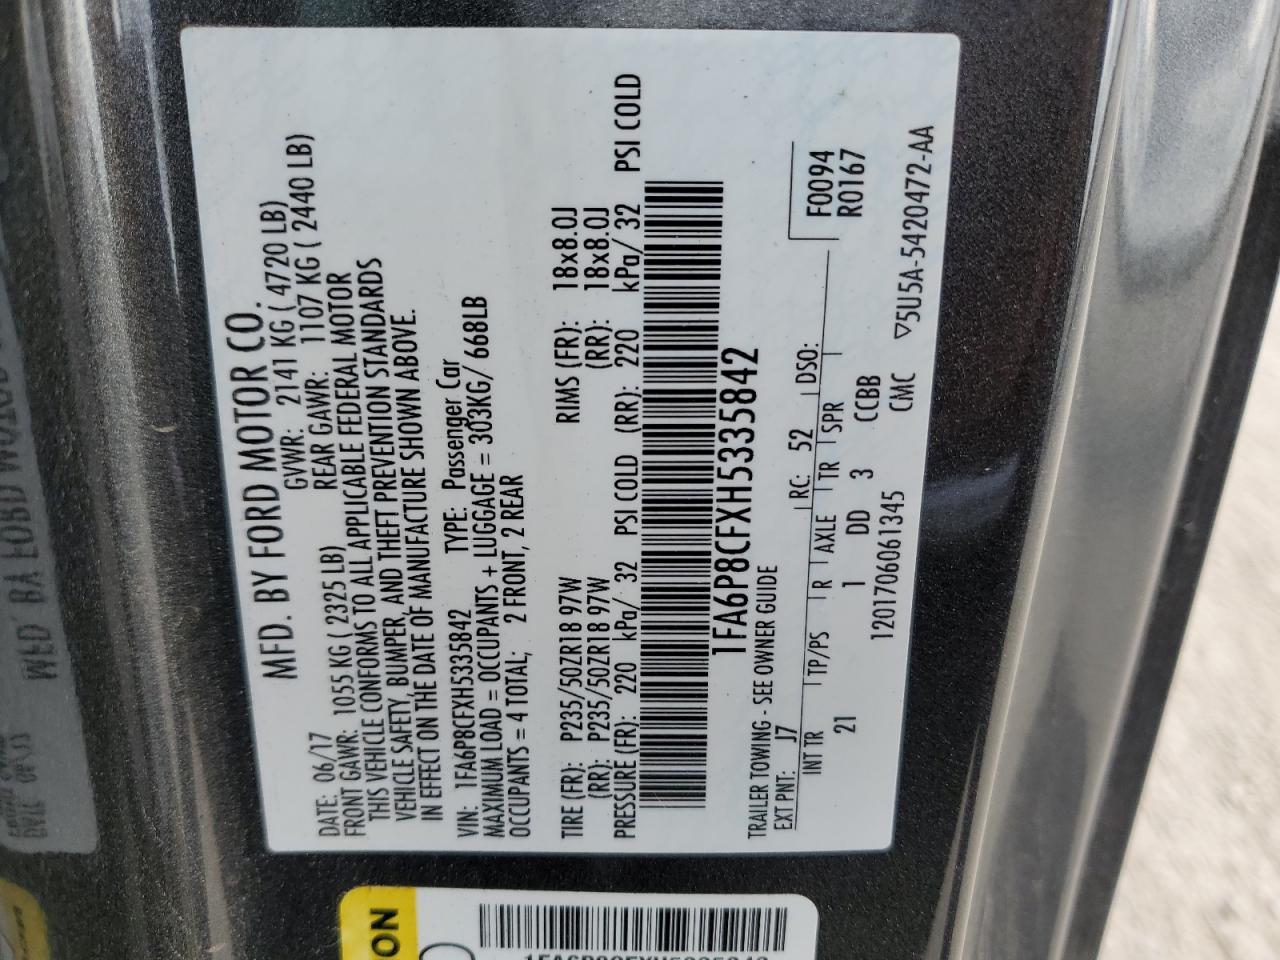 MFD. BY FORD MOTOR CO.
DATE: 06/17 GVWR: 2141 KG ( 4720 LB)
FRONT GAWR: 1055 KG ( 2325 LB) REAR GAWR: 1107 KG ( 2440 LB)
THIS VEHICLE CONFORMS TO ALL APPLICABLE FEDERAL MOTOR
VEHICLE SAFETY, BUMPER, AND THEFT PREVENTION STANDARDS
IN EFFECT ON THE DATE OF MANUFACTURE SHOWN ABOVE.
VIN: 1FA6P8CFXH5335842 TYPE: Passenger Car
MAXIMUM LOAD = OCCUPANTS + LUGGAGE = 303KG/ 668LB
OCCUPANTS = 4 TOTAL; 2 FRONT, 2 REAR
TIRE (FR): P235/50ZR18 97W RIMS (FR): 18x8.0J
(RR): P235/50ZR18 97W (RR): 18x8.0J
PRESSURE (FR): 220 kPa/ 32 PSI COLD (RR): 220 kPa/ 32 PSI COLD
1FA6P8CFXH5335842
TRAILER TOWING - SEE OWNER GUIDE
EXT PNT: J7 RC: 52 DSO:
F0094
R0167
INT TR TP/PS R AXLE TR SPR
21 1 DD 3 CCBB
120170606 1345 CMC ▽5U5A-5420472-AA
ON